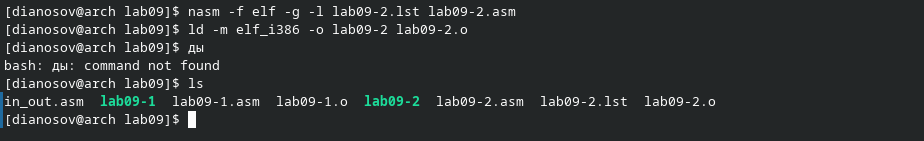 [dianosov@arch lab09]$ nasm -f elf -g -l lab09-2.lst lab09-2.asm
[dianosov@arch lab09]$ ld -m elf_i386 -o lab09-2 lab09-2.o
[dianosov@arch lab09]$ ды
bash: ды: command not found
[dianosov@arch lab09]$ ls
in_out.asm  lab09-1  lab09-1.asm  lab09-1.o  lab09-2  lab09-2.asm  lab09-2.lst  lab09-2.o
[dianosov@arch lab09]$